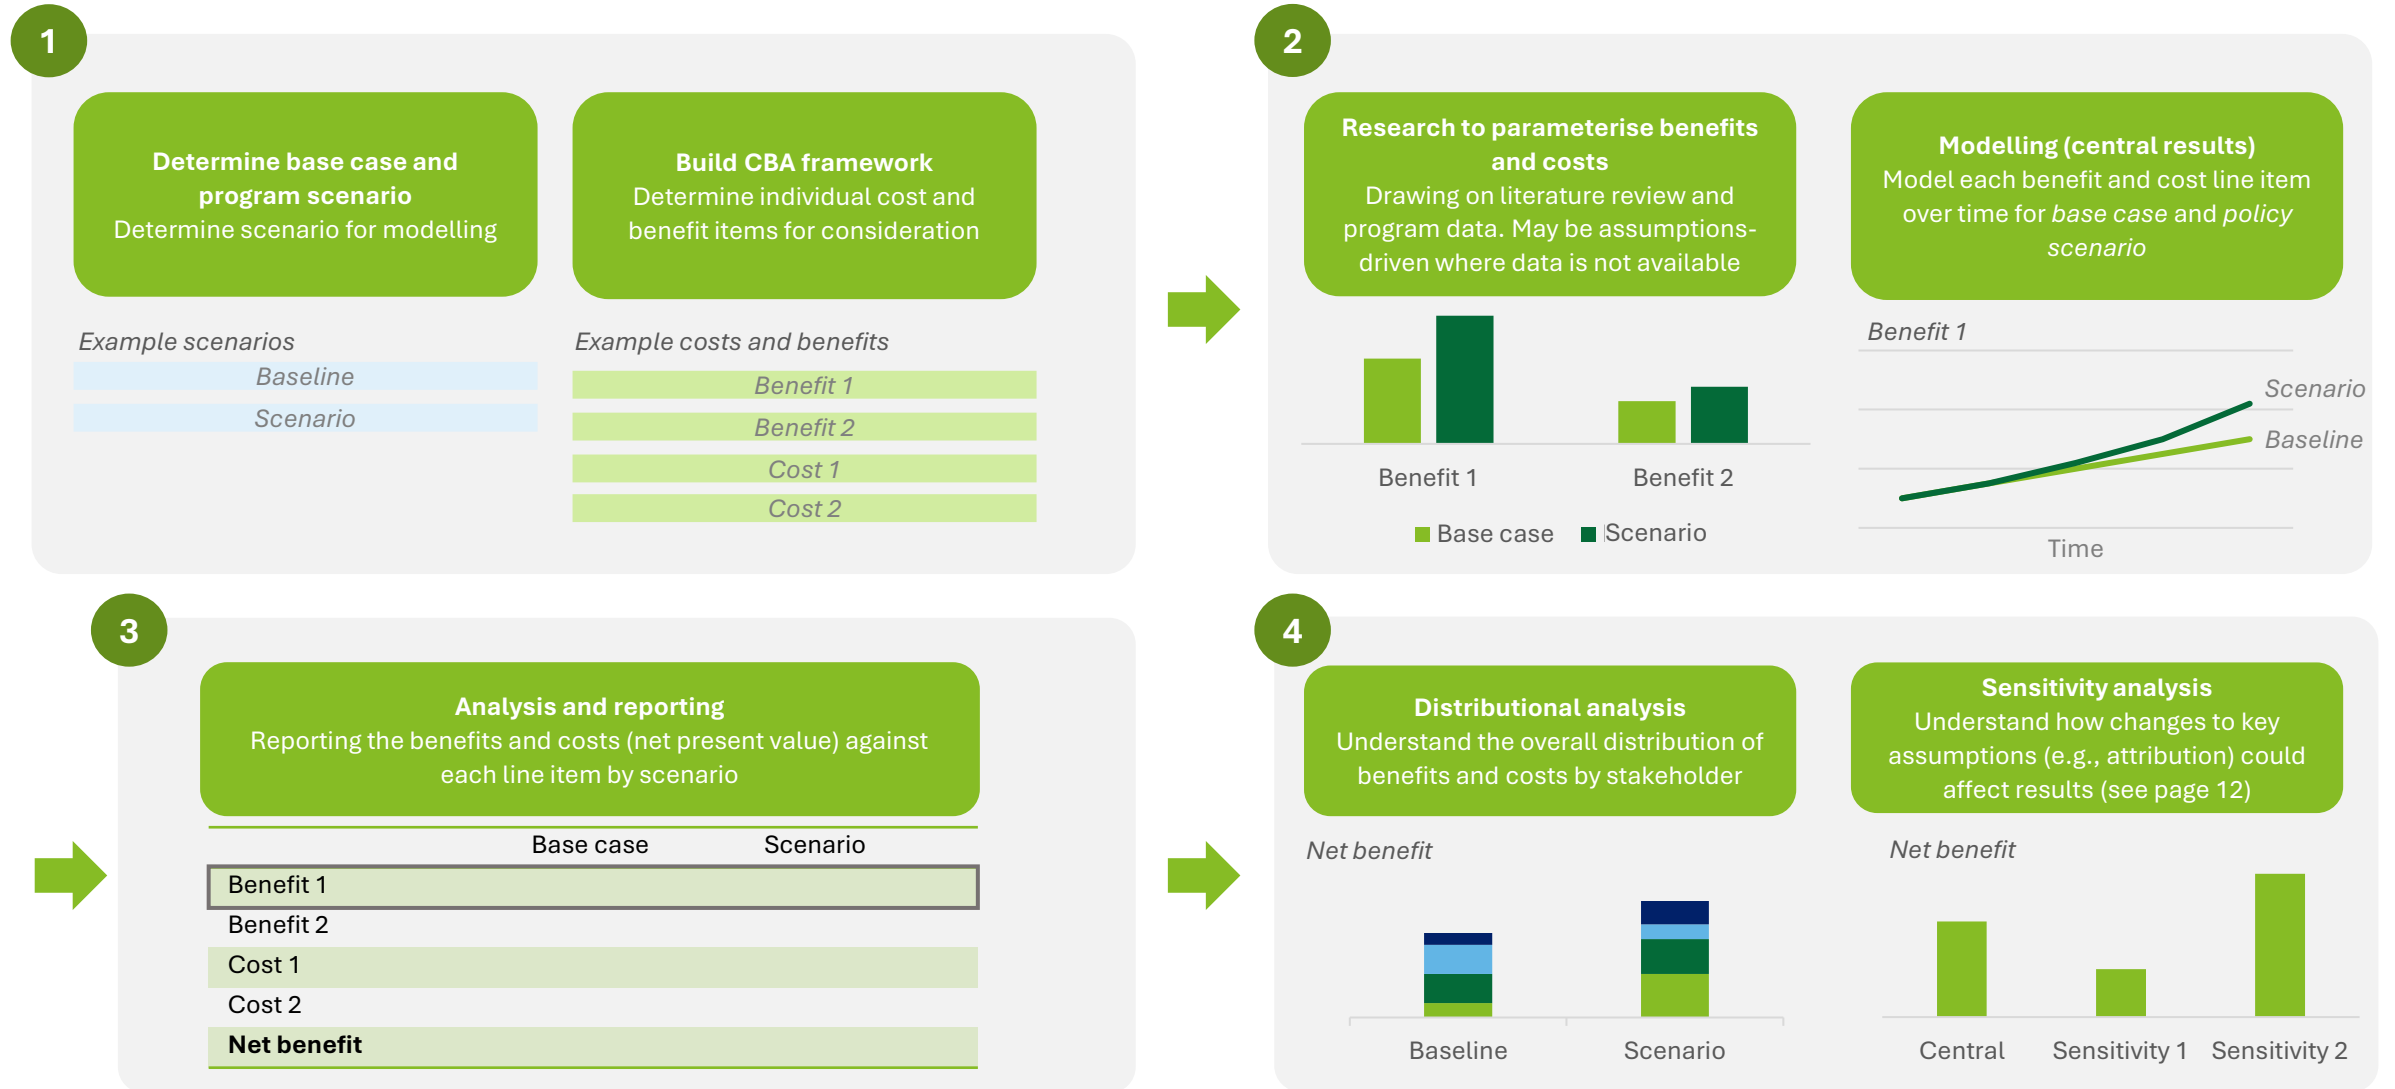 1
Determine base case and
program scenario
Determine scenario for modelling
Build CBA framework
Determine individual cost and
benefit items for consideration
Example scenarios
Baseline
Scenario
Example costs and benefits
Benefit 1
Benefit 2
Cost 1
Cost 2
2
Research to parameterise benefits
and costs
Drawing on literature review and
program data. May be assumptions-
driven where data is not available
Modelling (central results)
Model each benefit and cost line item
over time for base case and policy
scenario
Benefit 1
Benefit 2
Base case
Scenario
Benefit 1
Scenario
Baseline
Time
3
Analysis and reporting
Reporting the benefits and costs (net present value) against
each line item by scenario
Base case Scenario
Benefit 1
Benefit 2
Cost 1
Cost 2
Net benefit
4
Distributional analysis
Understand the overall distribution of
benefits and costs by stakeholder
Sensitivity analysis
Understand how changes to key
assumptions (e.g., attribution) could
affect results (see page 12)
Net benefit
Baseline
Scenario
Net benefit
Central
Sensitivity 1
Sensitivity 2